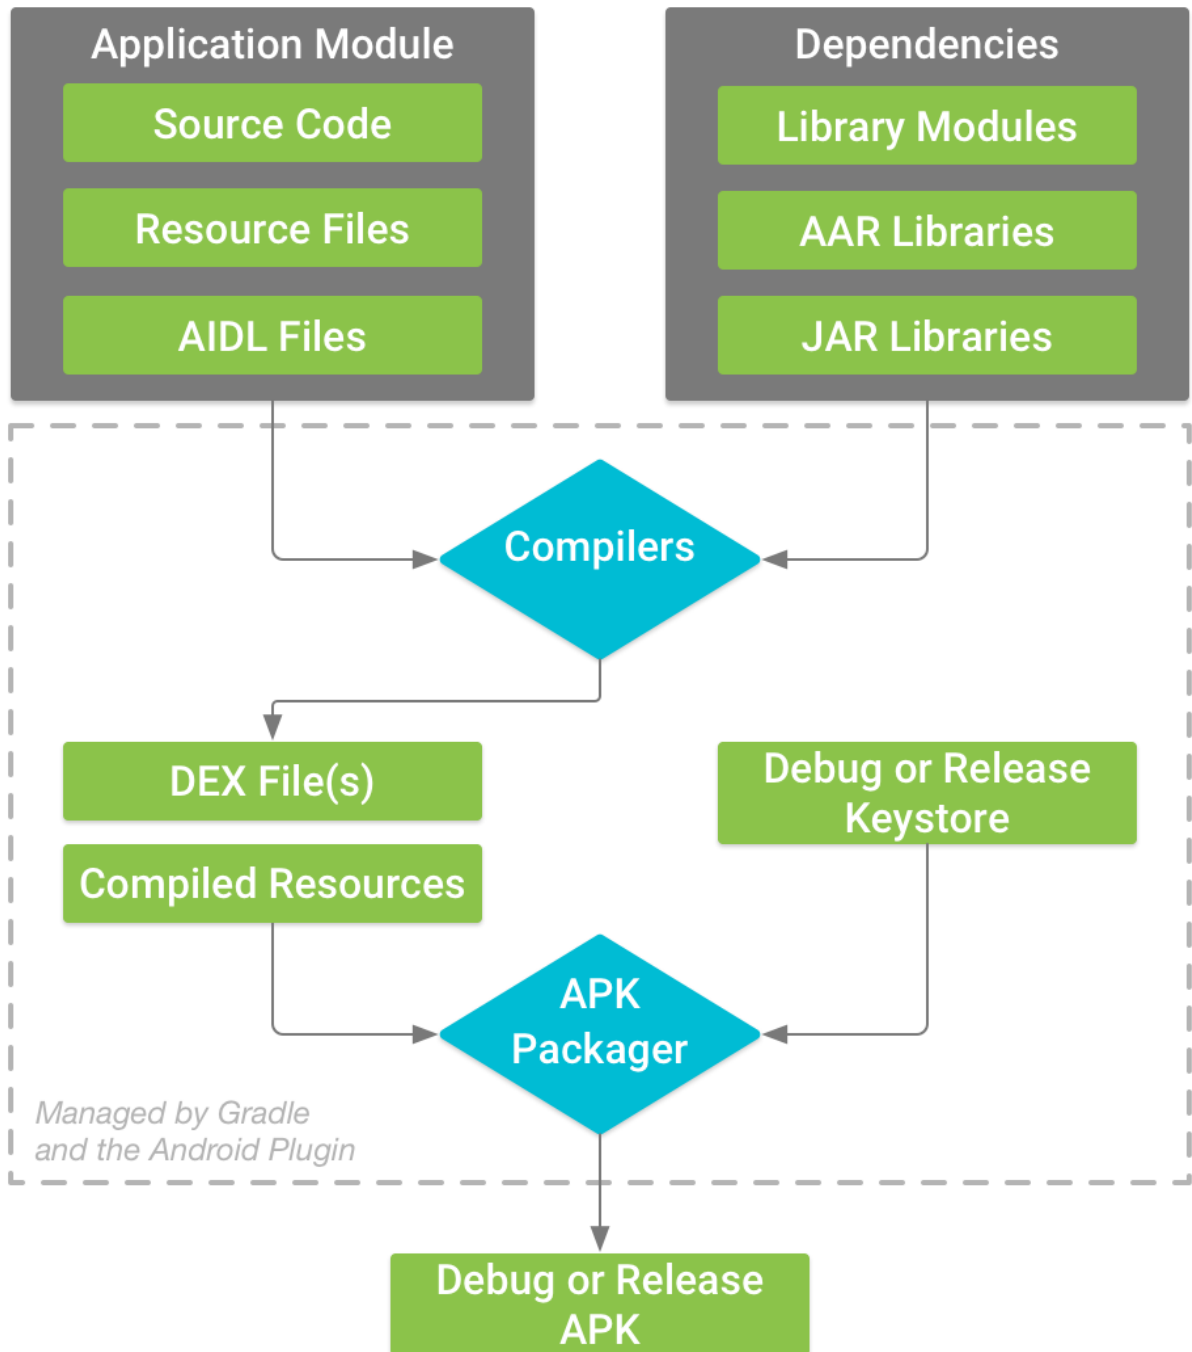 Application Module
Source Code
Resource Files
AIDL Files
Dependencies
Library Modules
AAR Libraries
JAR Libraries
Compilers
DEX File(s)
Compiled Resources
Debug or Release
Keystore
APK
Packager
Managed by Gradle
and the Android Plugin
Debug or Release
APK